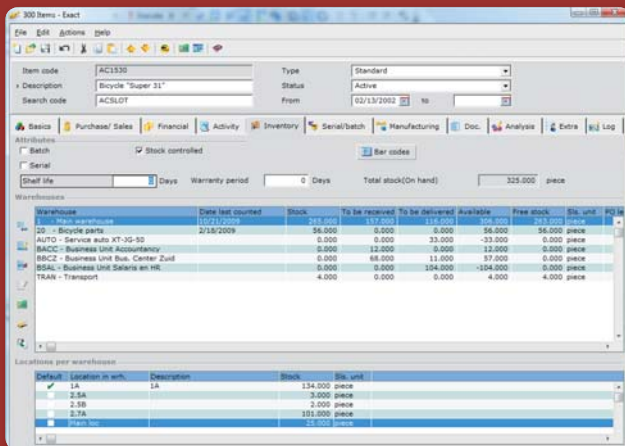 300 Items - Exact
File Edit Actions Help
Item code AC1530 Type Standard
Description Bicycle "Super 31" Status Active
Search code ACSLOT From 02/13/2002 to
Basics Purchase/ Sales Financial Activity Inventory Serial/batch Manufacturing Doc. Analysis Extra Log
Attributes
Batch Stock controlled Bar codes
Serial
Shelf life Days Warranty period 0 Days Total stock(On hand) 325.000 piece
Warehouses
Warehouse Date last counted Stock To be received To be delivered Available Free stock Sls. unit
1 - Main warehouse 10/21/2005 265.000 157.000 116.000 306.000 piece
20 - Bicycle parts 2/18/2009 56.000 0.000 0.000 56.000 56.000 piece
AUTO - Service auto XT-JG-50 0.000 0.000 33.000 -33.000 0.000 piece
BACC - Business Unit Accountancy 0.000 12.000 0.000 12.000 0.000 piece
BBCZ - Business Unit Bus. Center Zuid 0.000 68.000 11.000 57.000 0.000 piece
BSAL - Business Unit Salaris en HR 0.000 0.000 104.000 -104.000 0.000 piece
TRAN - Transport 4.000 0.000 0.000 4.000 4.000 piece
Locations per warehouse
Default Location in wrh. Description Stock Sls. unit
1A 1A 134.000 piece
2.5A 3.000 piece
2.5B 2.000 piece
2.7A 101.000 piece
Main loc 25.000 piece